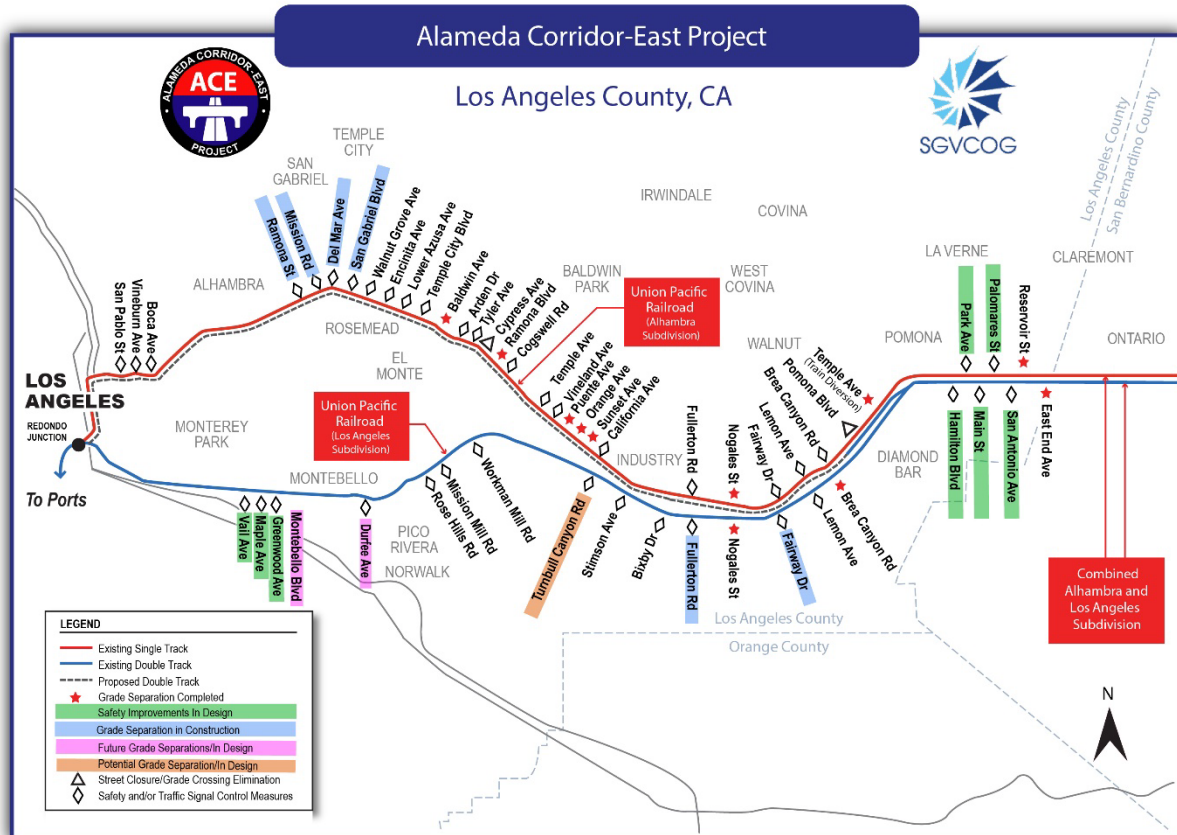 Alameda Corridor-East Project
Los Angeles County, CA
ALAMEDA CORRIDOR-EAST
ACE
PROJECT
SGVCOG
Los Angeles County
San Bernardino County
TEMPLE
CITY
SAN
GABRIEL
ALHAMBRA
ROSEMEAD
EL
MONTE
IRWINDALE
COVINA
BALDWIN
PARK
WEST
COVINA
LA VERNE
CLAREMONT
POMONA
ONTARIO
WALNUT
INDUSTRY
DIAMOND
BAR
MONTEREY
PARK
MONTEBELLO
PICO
RIVERA
NORWALK
LOS
ANGELES
REDONDO
JUNCTION
To Ports
San Pablo St
Vineburn Ave
Boca Ave
Ramona St
Mission Rd
Del Mar Ave
San Gabriel Blvd
Walnut Grove Ave
Encinita Ave
Lower Azusa Ave
Temple City Blvd
Baldwin Ave
Arden Dr
Tyler Ave
Cypress Ave
Ramona Blvd
Cogswell Rd
Temple Ave
Vineland Ave
Puente Ave
Orange Ave
Sunset Ave
California Ave
Fullerton Rd
Nogales St
Fairway Dr
Lemon Ave
Brea Canyon Rd
Pomona Blvd
Temple Ave
(Train Diversion)
Park Ave
Palomares St
Reservoir St
Union Pacific
Railroad
(Alhambra
Subdivision)
Union Pacific
Railroad
(Los Angeles
Subdivision)
Vail Ave
Maple Ave
Greenwood Ave
Montebello Blvd
Durfee Ave
Rose Hills Rd
Mission Mill Rd
Workman Mill Rd
Turnbull Canyon Rd
Stimson Ave
Bixby Dr
Fullerton Rd
Nogales St
Fairway Dr
Lemon Ave
Brea Canyon Rd
Hamilton Blvd
Main St
San Antonio Ave
East End Ave
Combined
Alhambra and
Los Angeles
Subdivision
Los Angeles County
Orange County
N
LEGEND
Existing Single Track
Existing Double Track
Proposed Double Track
Grade Separation Completed
Safety Improvements In Design
Grade Separation in Construction
Future Grade Separations/In Design
Potential Grade Separation/In Design
Street Closure/Grade Crossing Elimination
Safety and/or Traffic Signal Control Measures